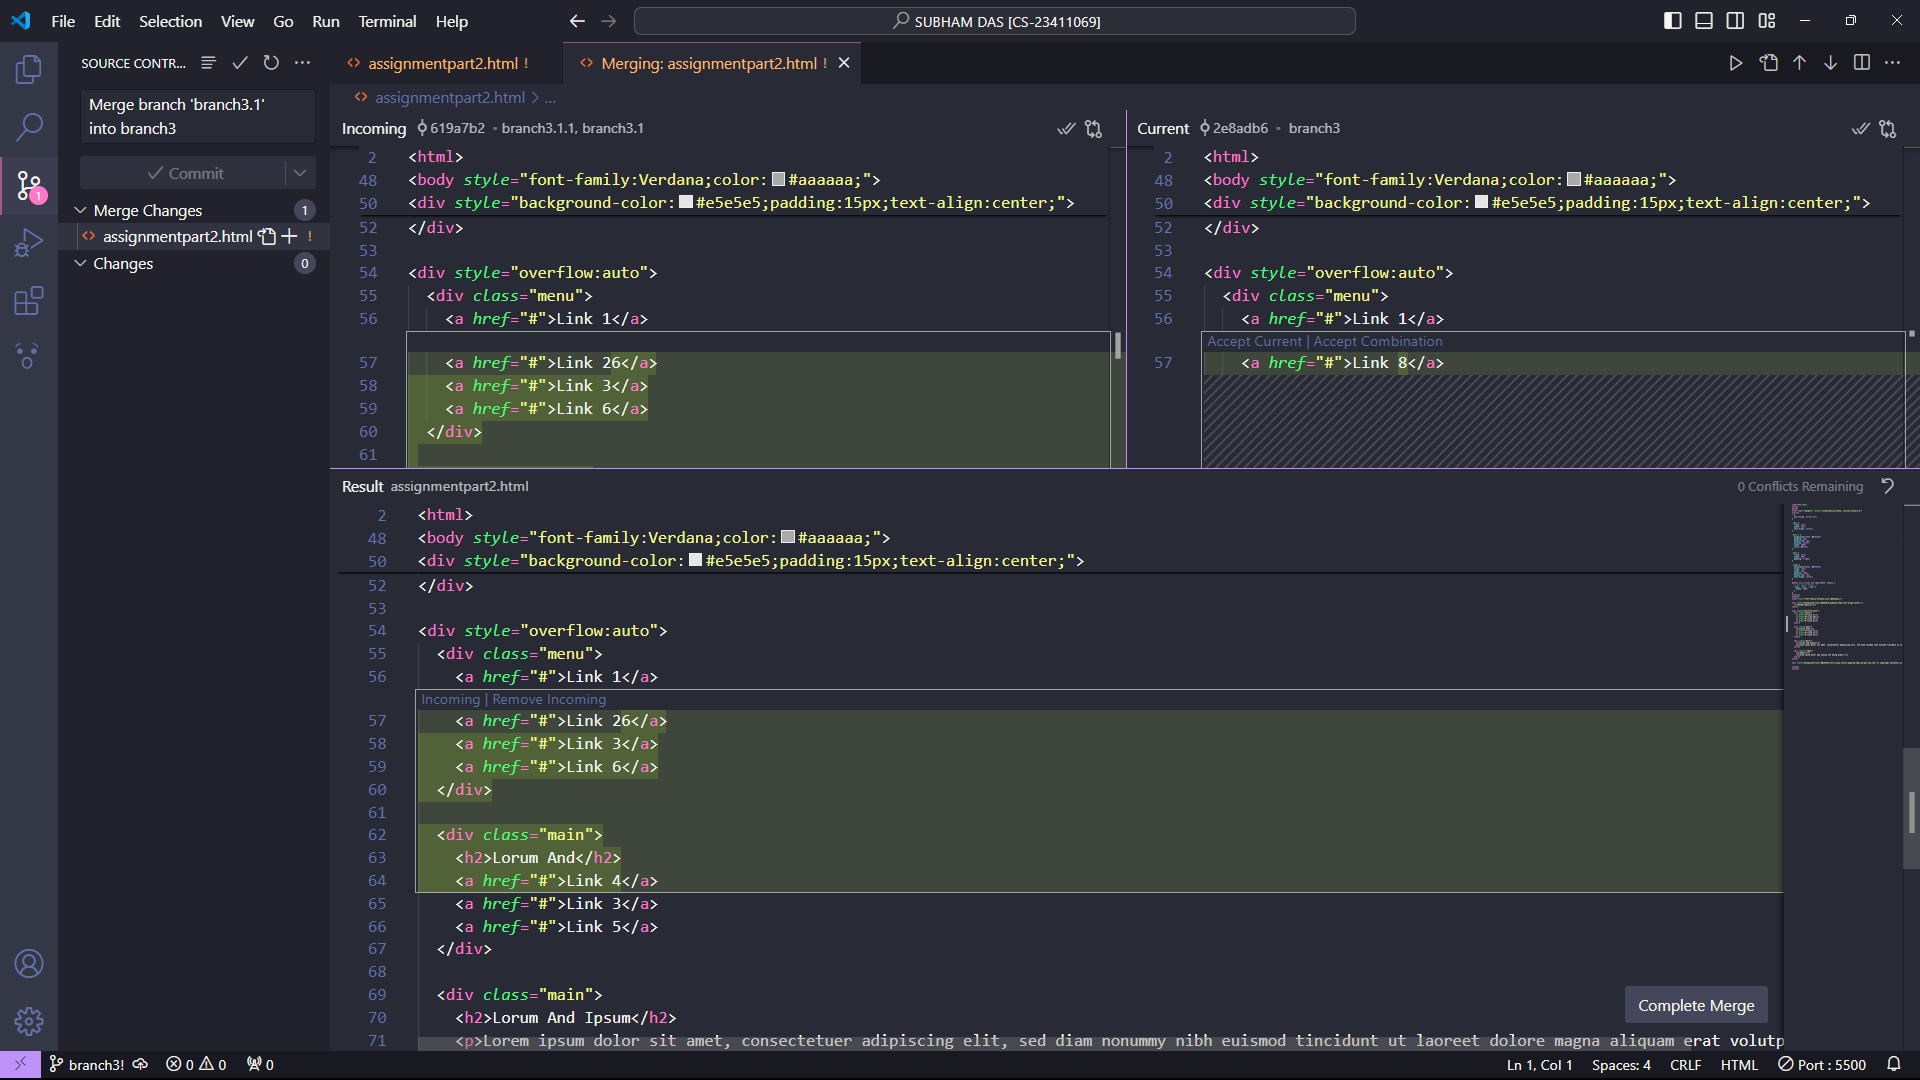 File Edit Selection View Go Run Terminal Help
SUBHAM DAS [CS-23411069]
SOURCE CONTR...
Merge branch 'branch3.1'
into branch3
Commit
Merge Changes 1
assignmentpart2.html !
Changes 0
1
assignmentpart2.html !
Merging: assignmentpart2.html !
assignmentpart2.html > ...
Incoming 619a7b2 • branch3.1.1, branch3.1
2 <html>
48 <body style="font-family:Verdana;color:#aaaaaa;">
50 <div style="background-color:#e5e5e5;padding:15px;text-align:center;">
52 </div>
53
54 <div style="overflow:auto">
55 <div class="menu">
56 <a href="#">Link 1</a>
57 <a href="#">Link 26</a>
58 <a href="#">Link 3</a>
59 <a href="#">Link 6</a>
60 </div>
61
Current 2e8adb6 • branch3
2 <html>
48 <body style="font-family:Verdana;color:#aaaaaa;">
50 <div style="background-color:#e5e5e5;padding:15px;text-align:center;">
52 </div>
53
54 <div style="overflow:auto">
55 <div class="menu">
56 <a href="#">Link 1</a>
Accept Current | Accept Combination
57 <a href="#">Link 8</a>
Result assignmentpart2.html
0 Conflicts Remaining
2 <html>
48 <body style="font-family:Verdana;color:#aaaaaa;">
50 <div style="background-color:#e5e5e5;padding:15px;text-align:center;">
52 </div>
53
54 <div style="overflow:auto">
55 <div class="menu">
56 <a href="#">Link 1</a>
Incoming | Remove Incoming
57 <a href="#">Link 26</a>
58 <a href="#">Link 3</a>
59 <a href="#">Link 6</a>
60 </div>
61
62 <div class="main">
63 <h2>Lorum And</h2>
64 <a href="#">Link 4</a>
65 <a href="#">Link 3</a>
66 <a href="#">Link 5</a>
67 </div>
68
69 <div class="main">
70 <h2>Lorum And Ipsum</h2>
71 <p>Lorem ipsum dolor sit amet, consectetuer adipiscing elit, sed diam nonummy nibh euismod tincidunt ut laoreet dolore magna aliquam erat volutp
Complete Merge
branch3! 0 0 0
Ln 1, Col 1 Spaces: 4 CRLF HTML Port : 5500